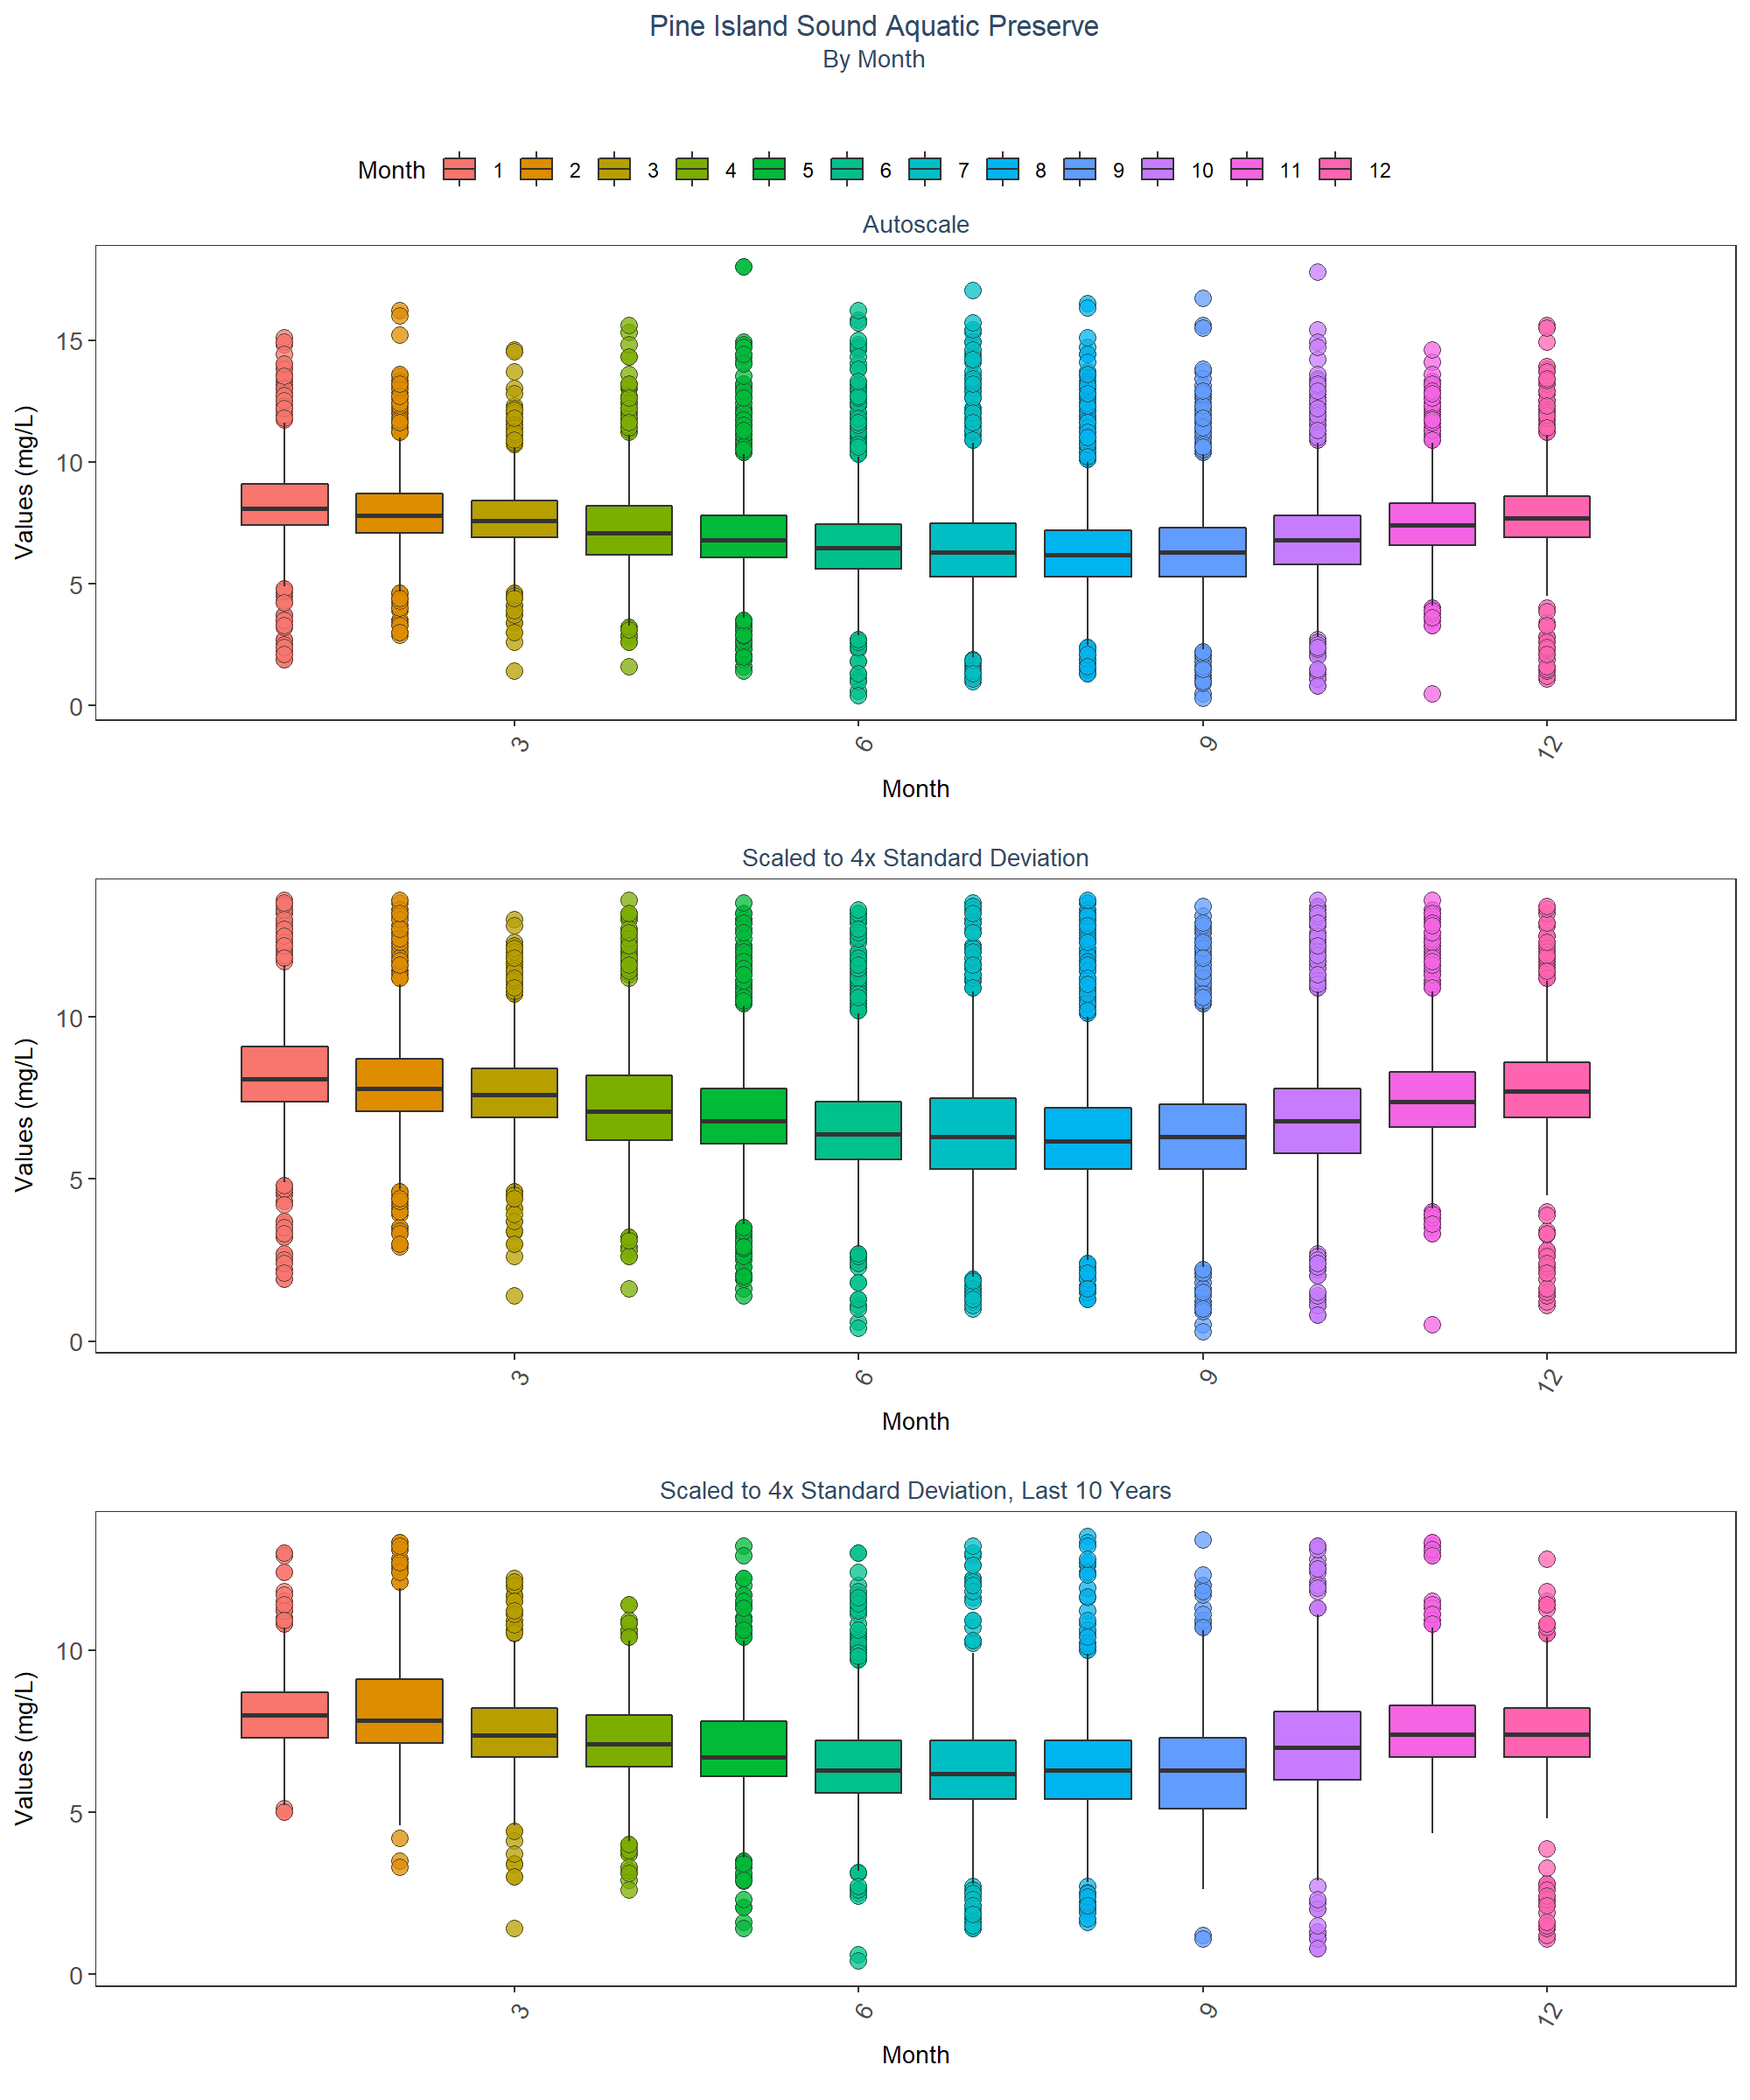 Pine Island Sound Aquatic Preserve
By Month
Month 1 2 3 4 5 6 7 8 9 10 11 12
Autoscale
Values (mg/L)
15
10
5
0
3 6 9 12
Month
Scaled to 4x Standard Deviation
Values (mg/L)
10
5
0
3 6 9 12
Month
Scaled to 4x Standard Deviation, Last 10 Years
Values (mg/L)
10
5
0
3 6 9 12
Month